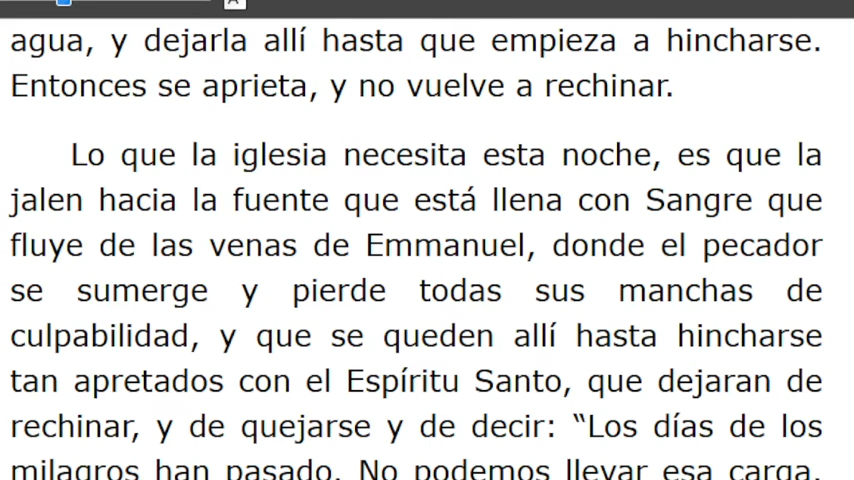 agua, y dejarla allí hasta que empieza a hincharse.
Entonces se aprieta, y no vuelve a rechinar.
Lo que la iglesia necesita esta noche, es que la
jalen hacia la fuente que está llena con Sangre que
fluye de las venas de Emmanuel, donde el pecador
se sumerge y pierde todas sus manchas de
culpabilidad, y que se queden allí hasta hincharse
tan apretados con el Espíritu Santo, que dejaran de
rechinar, y de quejarse y de decir: “Los días de los
milagros han pasado. No podemos llevar esa carga.